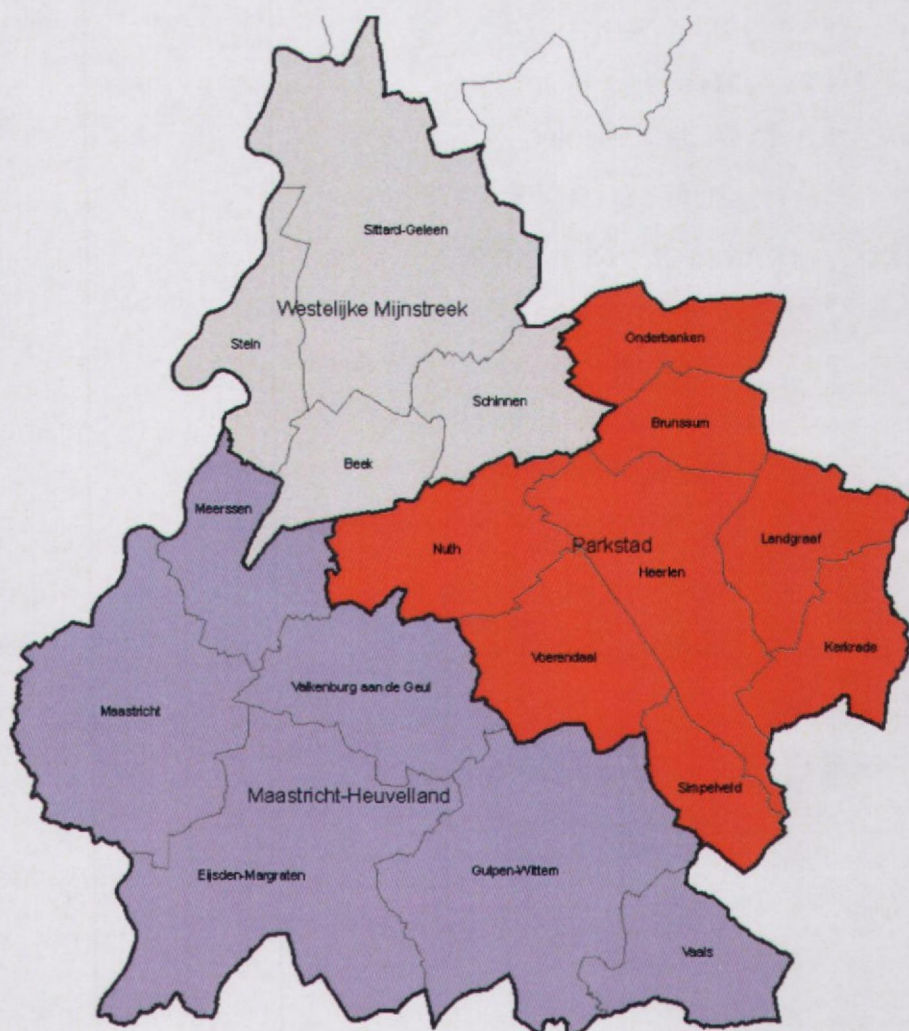 Sittard-Geleen
Westelijke Mijnstreek
Stein
Onderbanken
Schinnen
Brunssum
Beek
Meerssen
Landgraaf
Nuth
Parkstad
Heerlen
Kerkrade
Voerendaal
Valkenburg aan de Geul
Maastricht
Simpelveld
Maastricht-Heuvelland
Eijsden-Margraten
Gulpen-Wittem
Vaals